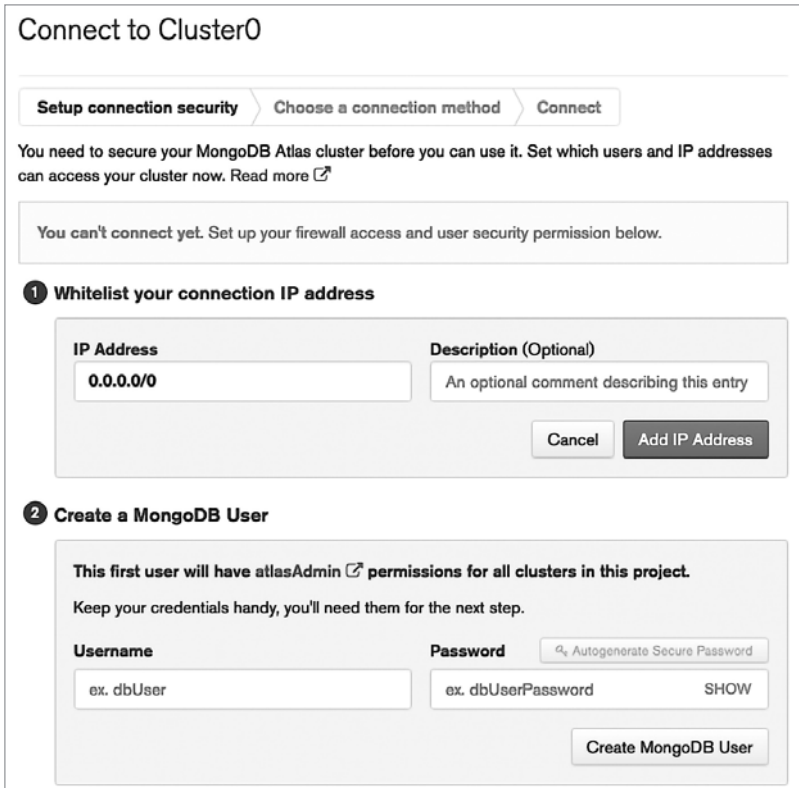 Connect to Cluster0
Setup connection security
Choose a connection method
Connect
You need to secure your MongoDB Atlas cluster before you can use it. Set which users and IP addresses
can access your cluster now. Read more
You can't connect yet. Set up your firewall access and user security permission below.
1 Whitelist your connection IP address
IP Address
Description (Optional)
0.0.0.0/0
An optional comment describing this entry
Cancel
Add IP Address
2 Create a MongoDB User
This first user will have atlasAdmin permissions for all clusters in this project.
Keep your credentials handy, you'll need them for the next step.
Username
Password
Autogenerate Secure Password
ex. dbUser
ex. dbUserPassword
SHOW
Create MongoDB User